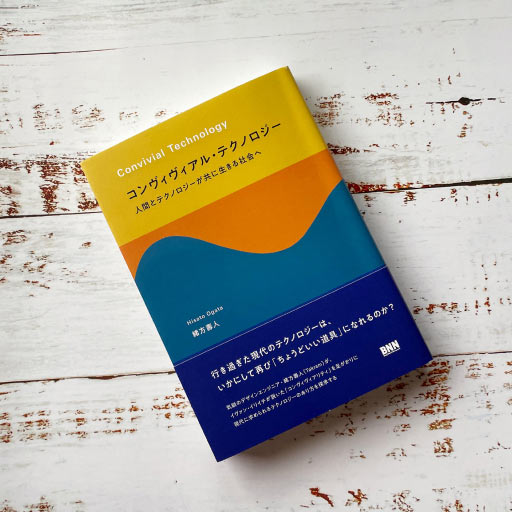 Convivial Technology
コンヴィヴィアル・テクノロジー
人間とテクノロジーが共に生きる社会へ
Hisato Ogata
緒方壽人
行き過ぎた現代のテクノロジーは、
いかにして再び「ちょうどいい道具」になれるのか?
気鋭のデザインエンジニア・緒方壽人(Takram)が、
イヴァン・イリイチが説いた「コンヴィヴィアリティ」を足がかりに
現代に求められるテクノロジーのあり方を探求する
BNN